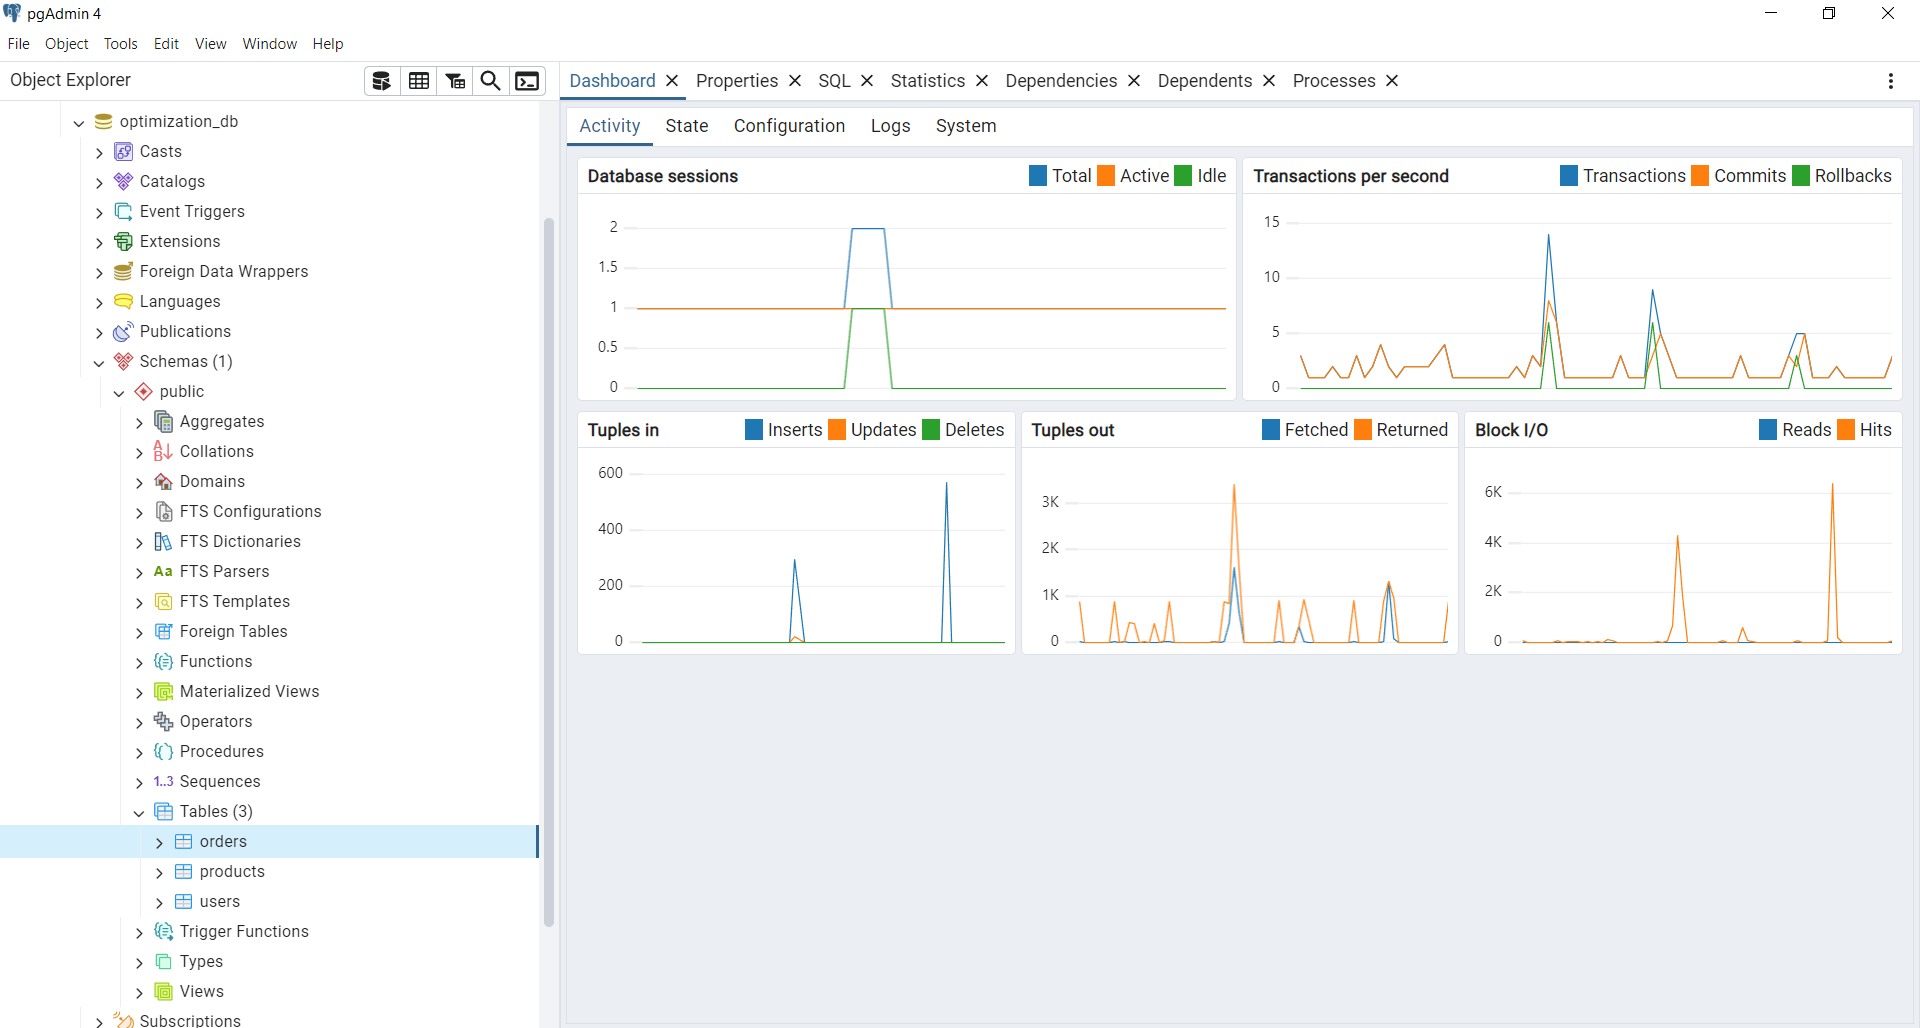 pgAdmin 4
File Object Tools Edit View Window Help
Object Explorer
optimization_db
Casts
Catalogs
Event Triggers
Extensions
Foreign Data Wrappers
Languages
Publications
Schemas (1)
public
Aggregates
Collations
Domains
FTS Configurations
FTS Dictionaries
Aa FTS Parsers
FTS Templates
Foreign Tables
Functions
Materialized Views
Operators
Procedures
1..3 Sequences
Tables (3)
orders
products
users
Trigger Functions
Types
Views
Subscriptions
Dashboard Properties SQL Statistics Dependencies Dependents Processes
Activity State Configuration Logs System
Database sessions Total Active Idle
2
1.5
1
0.5
0
Transactions per second Transactions Commits Rollbacks
15
10
5
0
Tuples in Inserts Updates Deletes
600
400
200
0
Tuples out Fetched Returned
3K
2K
1K
0
Block I/O Reads Hits
6K
4K
2K
0